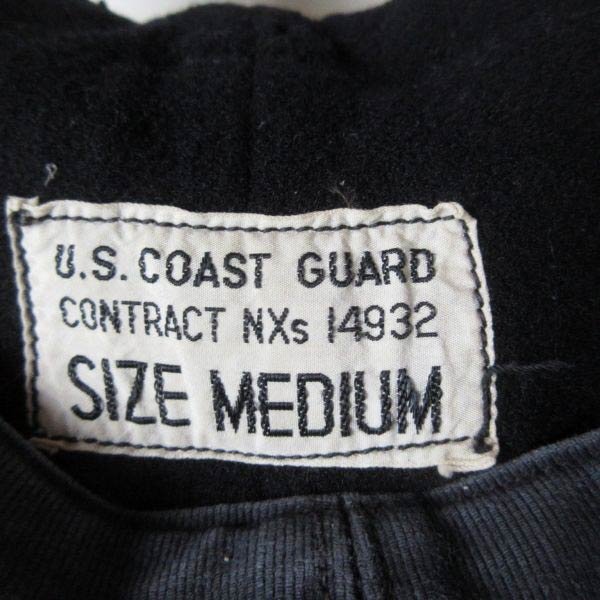 U.S. COAST GUARD
CONTRACT NXs 14932
SIZE MEDIUM